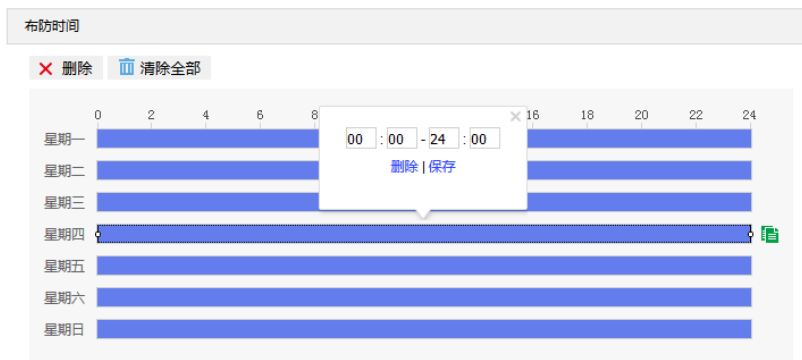 布防时间
删除 清除全部
0 2 4 6 8 16 18 20 22 24
00 : 00 - 24 : 00
删除 | 保存
星期一
星期二
星期三
星期四
星期五
星期六
星期日